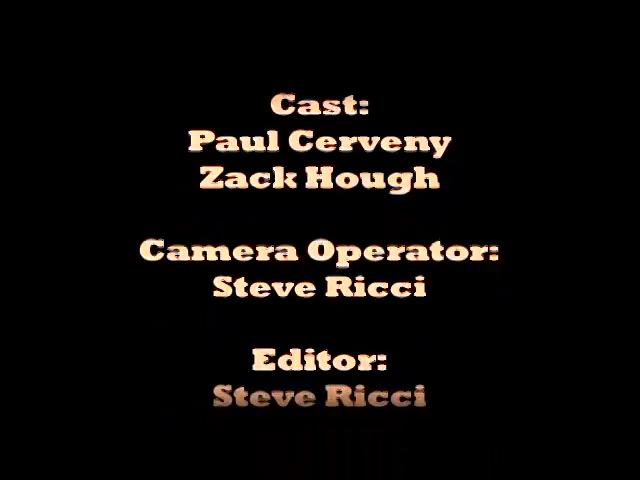 Cast:
Paul Cerveny
Zack Hough
Camera Operator:
Steve Ricci
Editor:
Steve Ricci